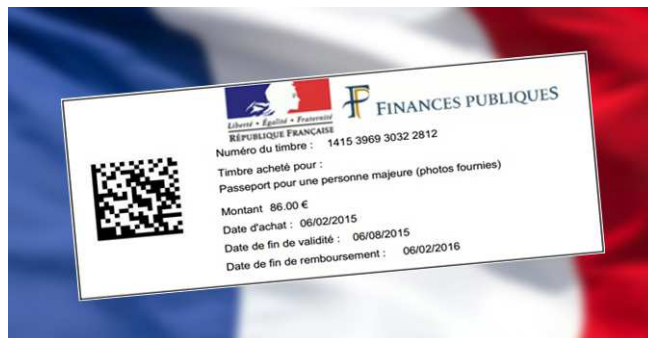 Liberté • Égalité • Fraternité
RÉPUBLIQUE FRANÇAISE
FINANCES PUBLIQUES
Numéro du timbre : 1415 3969 3032 2812
Timbre acheté pour :
Passeport pour une personne majeure (photos fournies)
Montant 86.00 €
Date d'achat : 06/02/2015
Date de fin de validité : 06/08/2015
Date de fin de remboursement : 06/02/2016